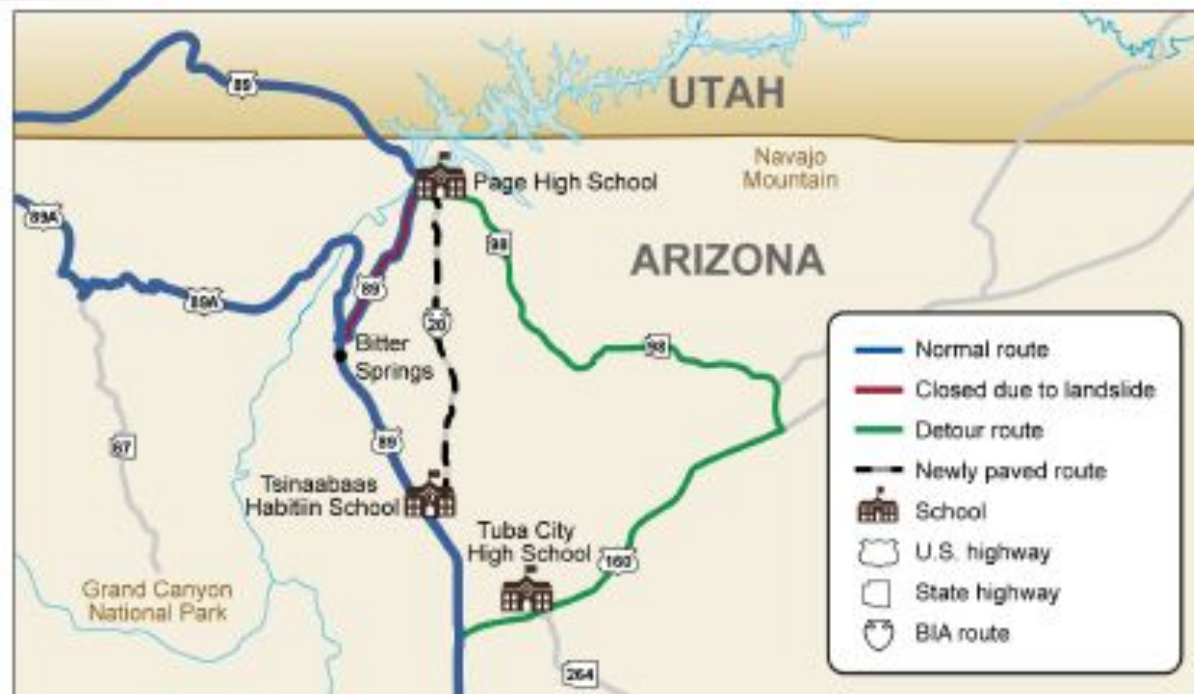 89
UTAH
Navajo
Mountain
Page High School
89A
98
ARIZONA
89
89A
20
98
Bitter
Springs
89
67
Tsinaabaas
Habitiin School
Tuba City
High School
160
Grand Canyon
National Park
264
Normal route
Closed due to landslide
Detour route
Newly paved route
School
U.S. highway
State highway
BIA route